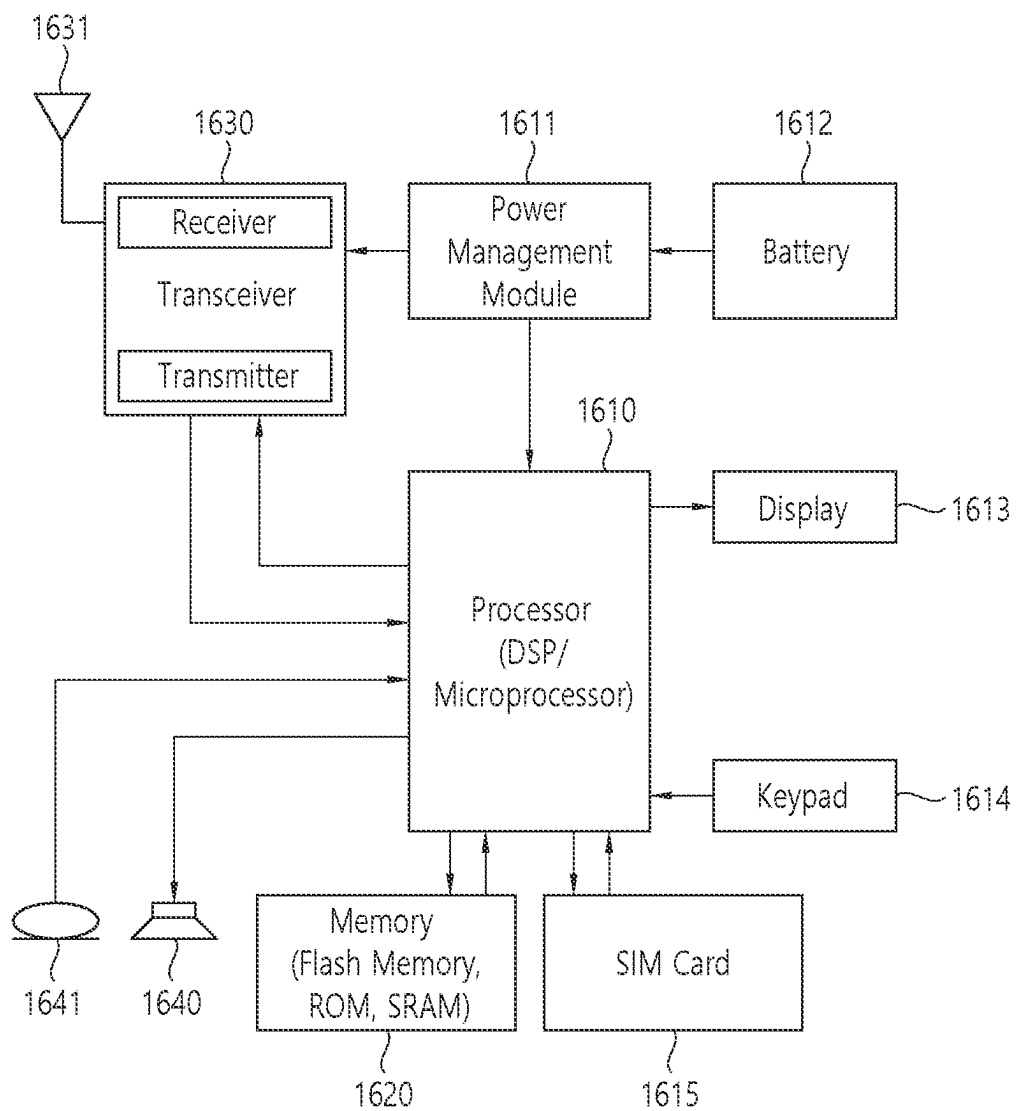 1631
1630
1611
1612
Receiver
Transceiver
Transmitter
Power
Management
Module
Battery
1610
Display
1613
Processor
(DSP/
Microprocessor)
Keypad
1614
1641
1640
Memory
(Flash Memory,
ROM, SRAM)
SIM Card
1620
1615